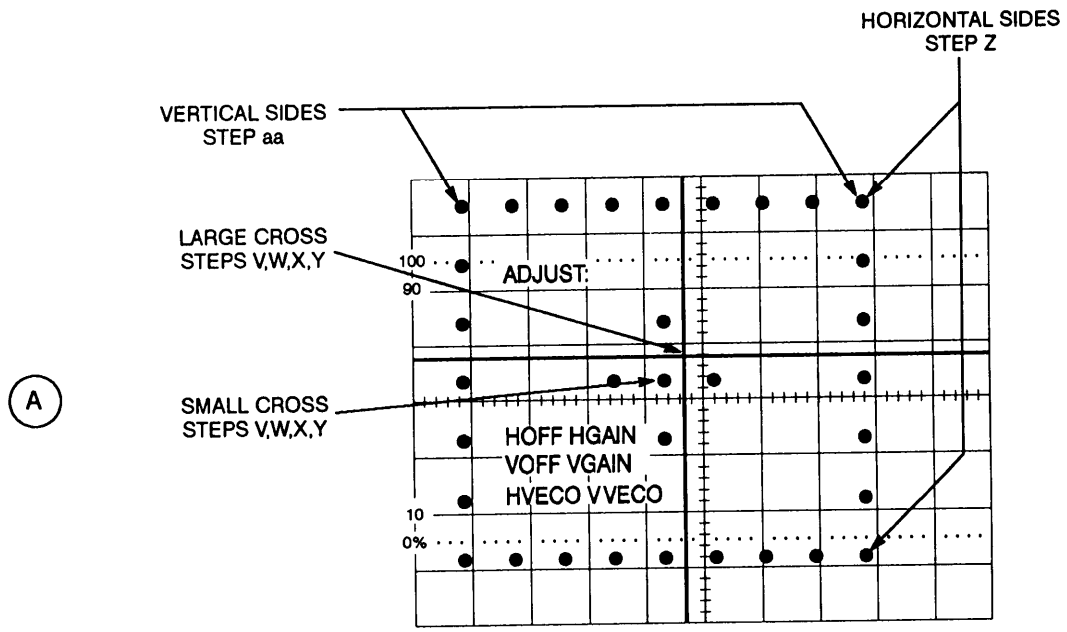 HORIZONTAL SIDES
STEP Z
VERTICAL SIDES
STEP aa
LARGE CROSS
STEPS V,W,X,Y
100
90
ADJUST:
A
SMALL CROSS
STEPS V,W,X,Y
HOFF HGAIN
VOFF VGAIN
HVECO VVECO
10
0%